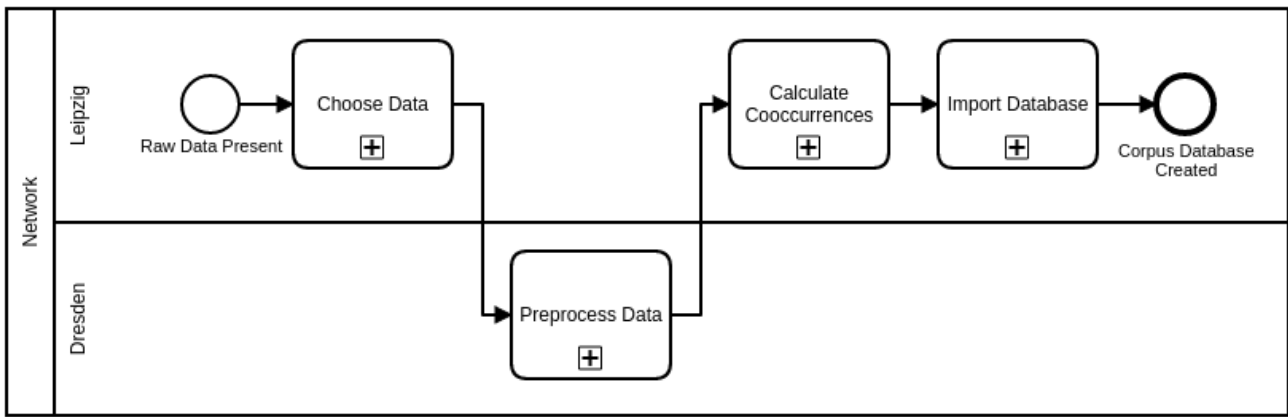 Network
Leipzig
Raw Data Present
Choose Data
Calculate
Cooccurrences
Import Database
Corpus Database
Created
Dresden
Preprocess Data